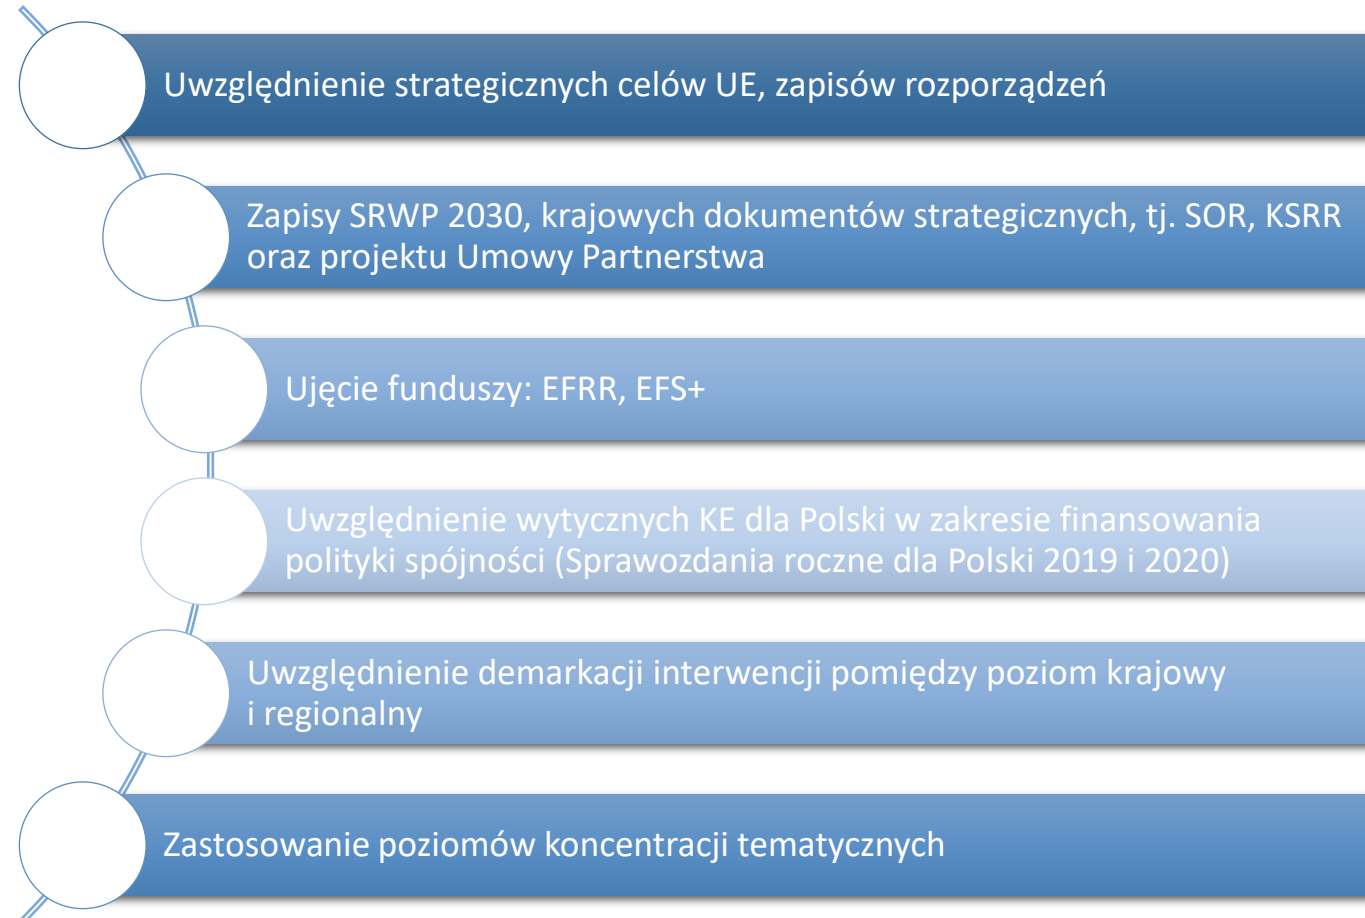 Uwzględnienie strategicznych celów UE, zapisów rozporządzeń
Zapisy SRWP 2030, krajowych dokumentów strategicznych, tj. SOR, KSRR
oraz projektu Umowy Partnerstwa
Ujęcie funduszy: EFRR, EFS+
Uwzględnienie wytycznych KE dla Polski w zakresie finansowania
polityki spójności (Sprawozdania roczne dla Polski 2019 i 2020)
Uwzględnienie demarkacji interwencji pomiędzy poziom krajowy
i regionalny
Zastosowanie poziomów koncentracji tematycznych